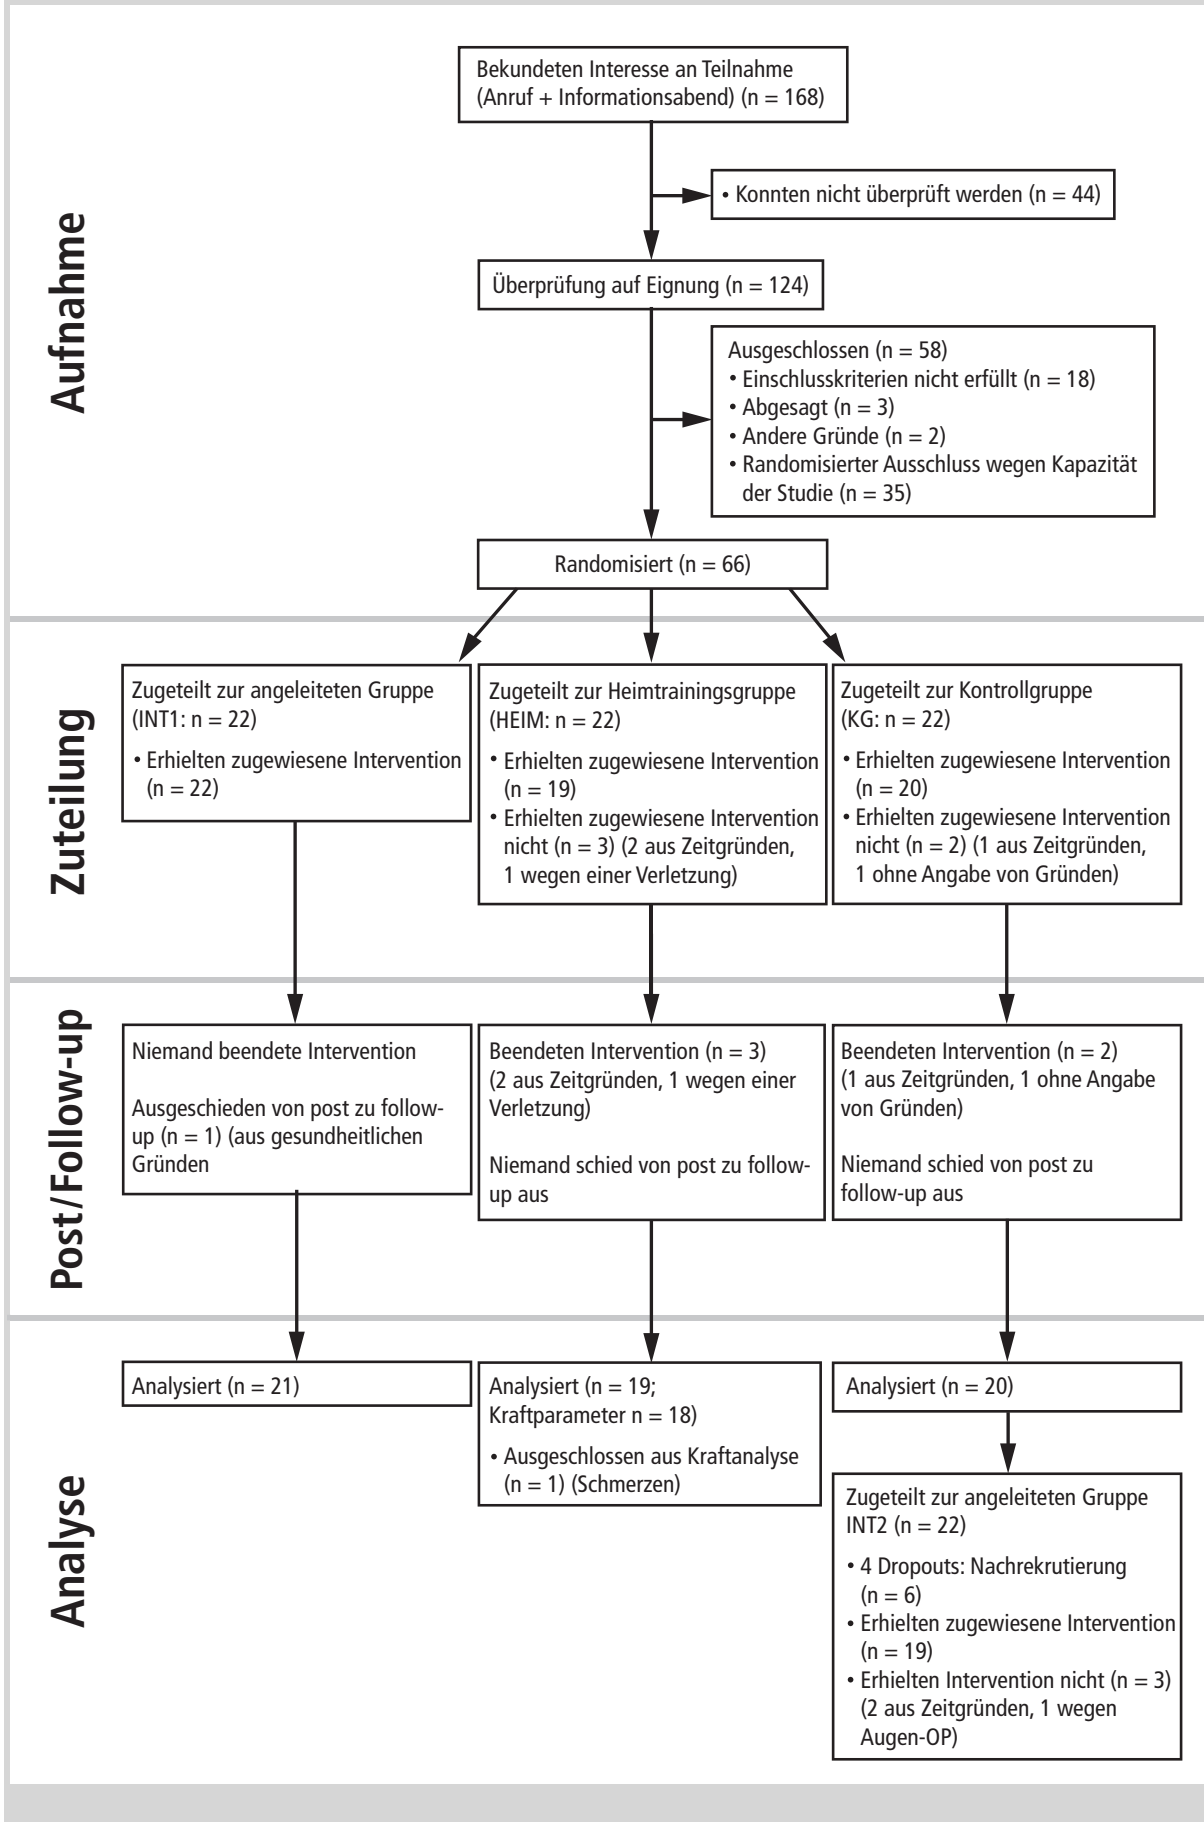 Aufnahme
Bekundeten Interesse an Teilnahme
(Anruf + Informationsabend) (n = 168)
• Konnten nicht überprüft werden (n = 44)
Überprüfung auf Eignung (n = 124)
Ausgeschlossen (n = 58)
• Einschlusskriterien nicht erfüllt (n = 18)
• Abgesagt (n = 3)
• Andere Gründe (n = 2)
• Randomisierter Ausschluss wegen Kapazität
der Studie (n = 35)
Randomisiert (n = 66)
Zuteilung
Zugeteilt zur angeleiteten Gruppe
(INT1: n = 22)
• Erhielten zugewiesene Intervention
(n = 22)
Zugeteilt zur Heimtrainingsgruppe
(HEIM: n = 22)
• Erhielten zugewiesene Intervention
(n = 19)
• Erhielten zugewiesene Intervention
nicht (n = 3) (2 aus Zeitgründen,
1 wegen einer Verletzung)
Zugeteilt zur Kontrollgruppe
(KG: n = 22)
• Erhielten zugewiesene Intervention
(n = 20)
• Erhielten zugewiesene Intervention
nicht (n = 2) (1 aus Zeitgründen,
1 ohne Angabe von Gründen)
Post/Follow-up
Niemand beendete Intervention
Ausgeschieden von post zu follow-
up (n = 1) (aus gesundheitlichen
Gründen
Beendeten Intervention (n = 3)
(2 aus Zeitgründen, 1 wegen einer
Verletzung)
Niemand schied von post zu follow-
up aus
Beendeten Intervention (n = 2)
(1 aus Zeitgründen, 1 ohne Angabe
von Gründen)
Niemand schied von post zu
follow-up aus
Analyse
Analysiert (n = 21)
Analysiert (n = 19;
Kraftparameter n = 18)
• Ausgeschlossen aus Kraftanalyse
(n = 1) (Schmerzen)
Analysiert (n = 20)
Zugeteilt zur angeleiteten Gruppe
INT2 (n = 22)
• 4 Dropouts: Nachrekrutierung
(n = 6)
• Erhielten zugewiesene Intervention
(n = 19)
• Erhielten Intervention nicht (n = 3)
(2 aus Zeitgründen, 1 wegen
Augen-OP)